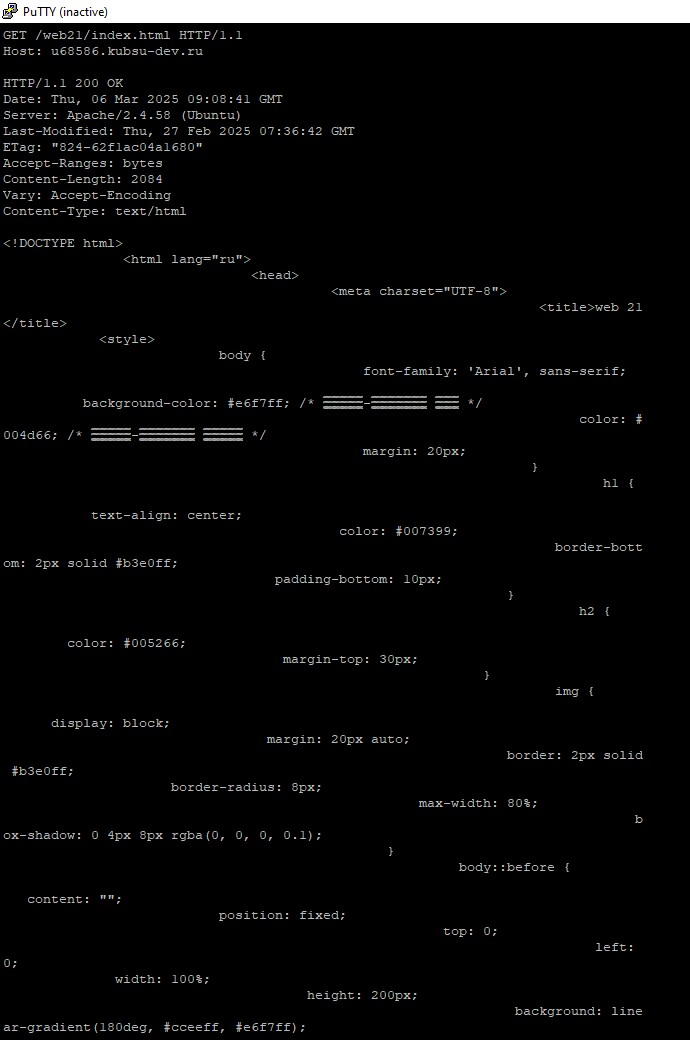 PuTTY (inactive)
GET /web21/index.html HTTP/1.1
Host: u68586.kubsu-dev.ru
HTTP/1.1 200 OK
Date: Thu, 06 Mar 2025 09:08:41 GMT
Server: Apache/2.4.58 (Ubuntu)
Last-Modified: Thu, 27 Feb 2025 07:36:42 GMT
ETag: "824-62f1ac04a1680"
Accept-Ranges: bytes
Content-Length: 2084
Vary: Accept-Encoding
Content-Type: text/html
<!DOCTYPE html>
<html lang="ru">
<head>
<meta charset="UTF-8">
<title>web 21
</title>
<style>
body {
font-family: 'Arial', sans-serif;
background-color: #e6f7ff; /* - */
color: #
004d66; /* - */
margin: 20px;
}
h1 {
text-align: center;
color: #007399;
border-bott
om: 2px solid #b3e0ff;
padding-bottom: 10px;
}
h2 {
color: #005266;
margin-top: 30px;
}
img {
display: block;
margin: 20px auto;
border: 2px solid
#b3e0ff;
border-radius: 8px;
max-width: 80%;
b
ox-shadow: 0 4px 8px rgba(0, 0, 0, 0.1);
}
body::before {
content: "";
position: fixed;
top: 0;
left:
0;
width: 100%;
height: 200px;
background: line
ar-gradient(180deg, #cceeff, #e6f7ff);